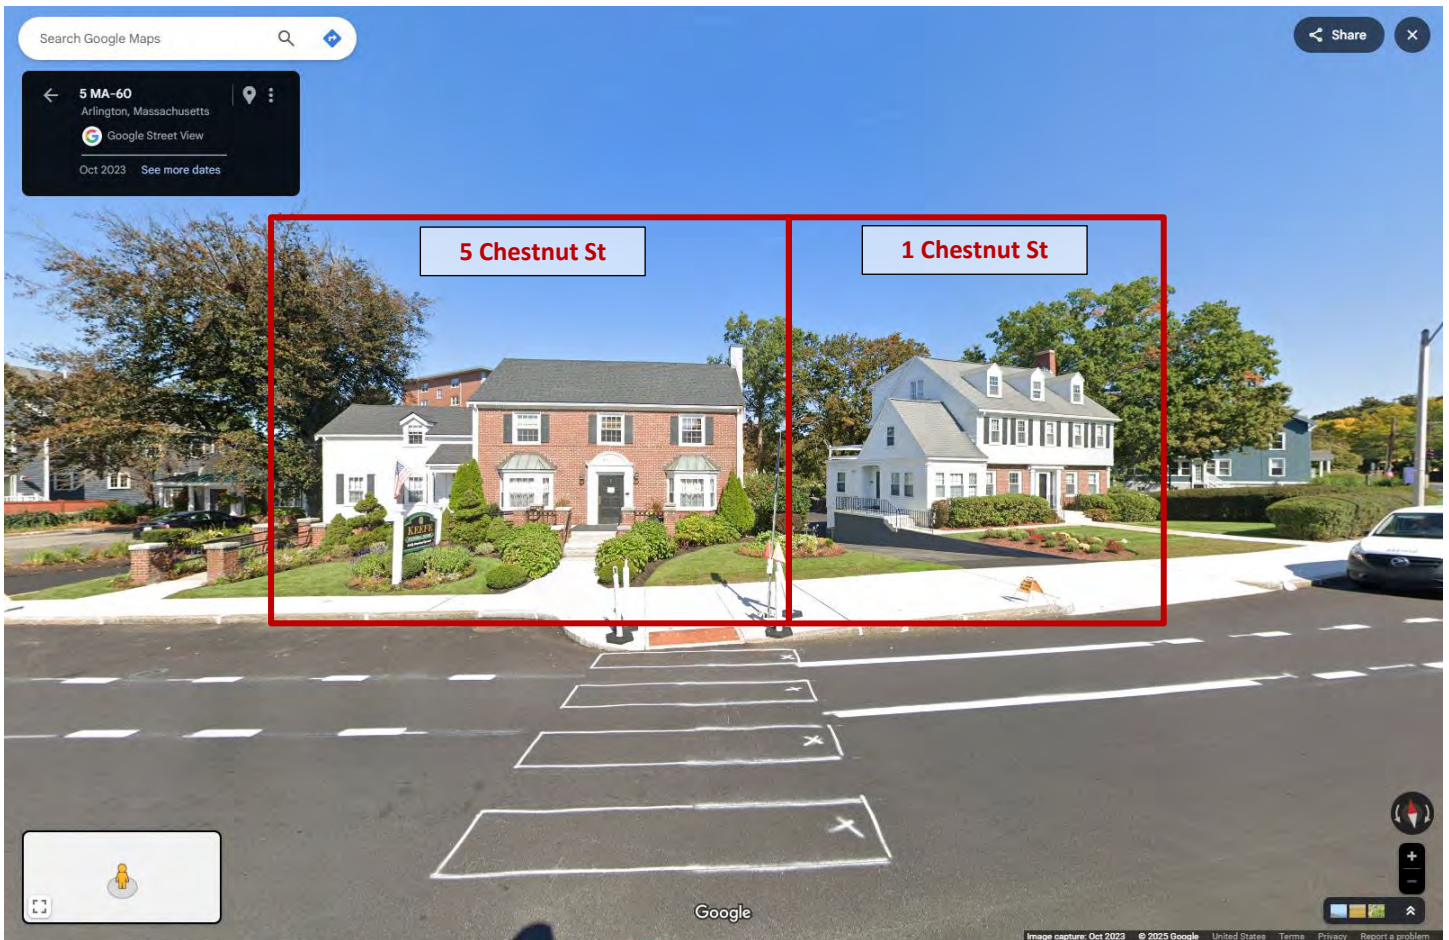 Search Google Maps
Share
5 MA-60
Arlington, Massachusetts
Google Street View
Oct 2023 See more dates
5 Chestnut St
1 Chestnut St
KEEFE
Google
Image capture: Oct 2023 © 2025 Google United States Terms Privacy Report a problem